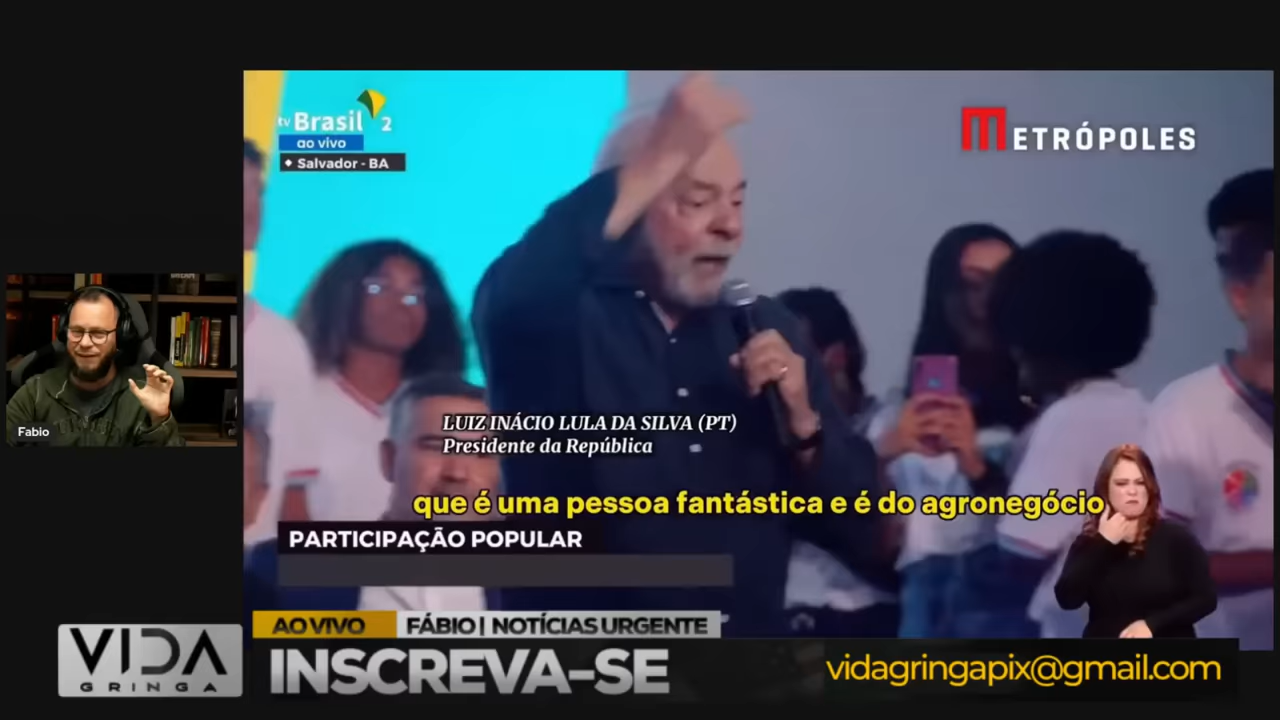 tv Brasil 2
ao vivo
Salvador - BA
METRÓPOLES
Fabio
LUIZ INÁCIO LULA DA SILVA (PT)
Presidente da República
que é uma pessoa fantástica e é do agronegócio
PARTICIPAÇÃO POPULAR
AO VIVO
FÁBIO | NOTÍCIAS URGENTE
VIDA
GRINGA
INSCREVA-SE
vidagringapix@gmail.com